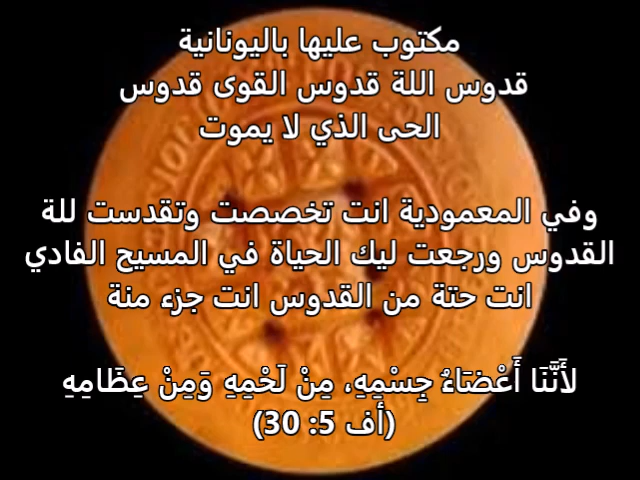 مكتوب عليها باليونانية
قدوس اللة قدوس القوى قدوس
الحى الذي لا يموت
وفي المعمودية انت تخصصت وتقدست للة
القدوس ورجعت ليك الحياة في المسيح الفادي
انت حتة من القدوس انت جزء منة
لأَنَّنَا أَعْضَاءُ جِسْمِهِ، مِنْ لَحْمِهِ وَمِنْ عِظَامِهِ
(أف 5: 30)